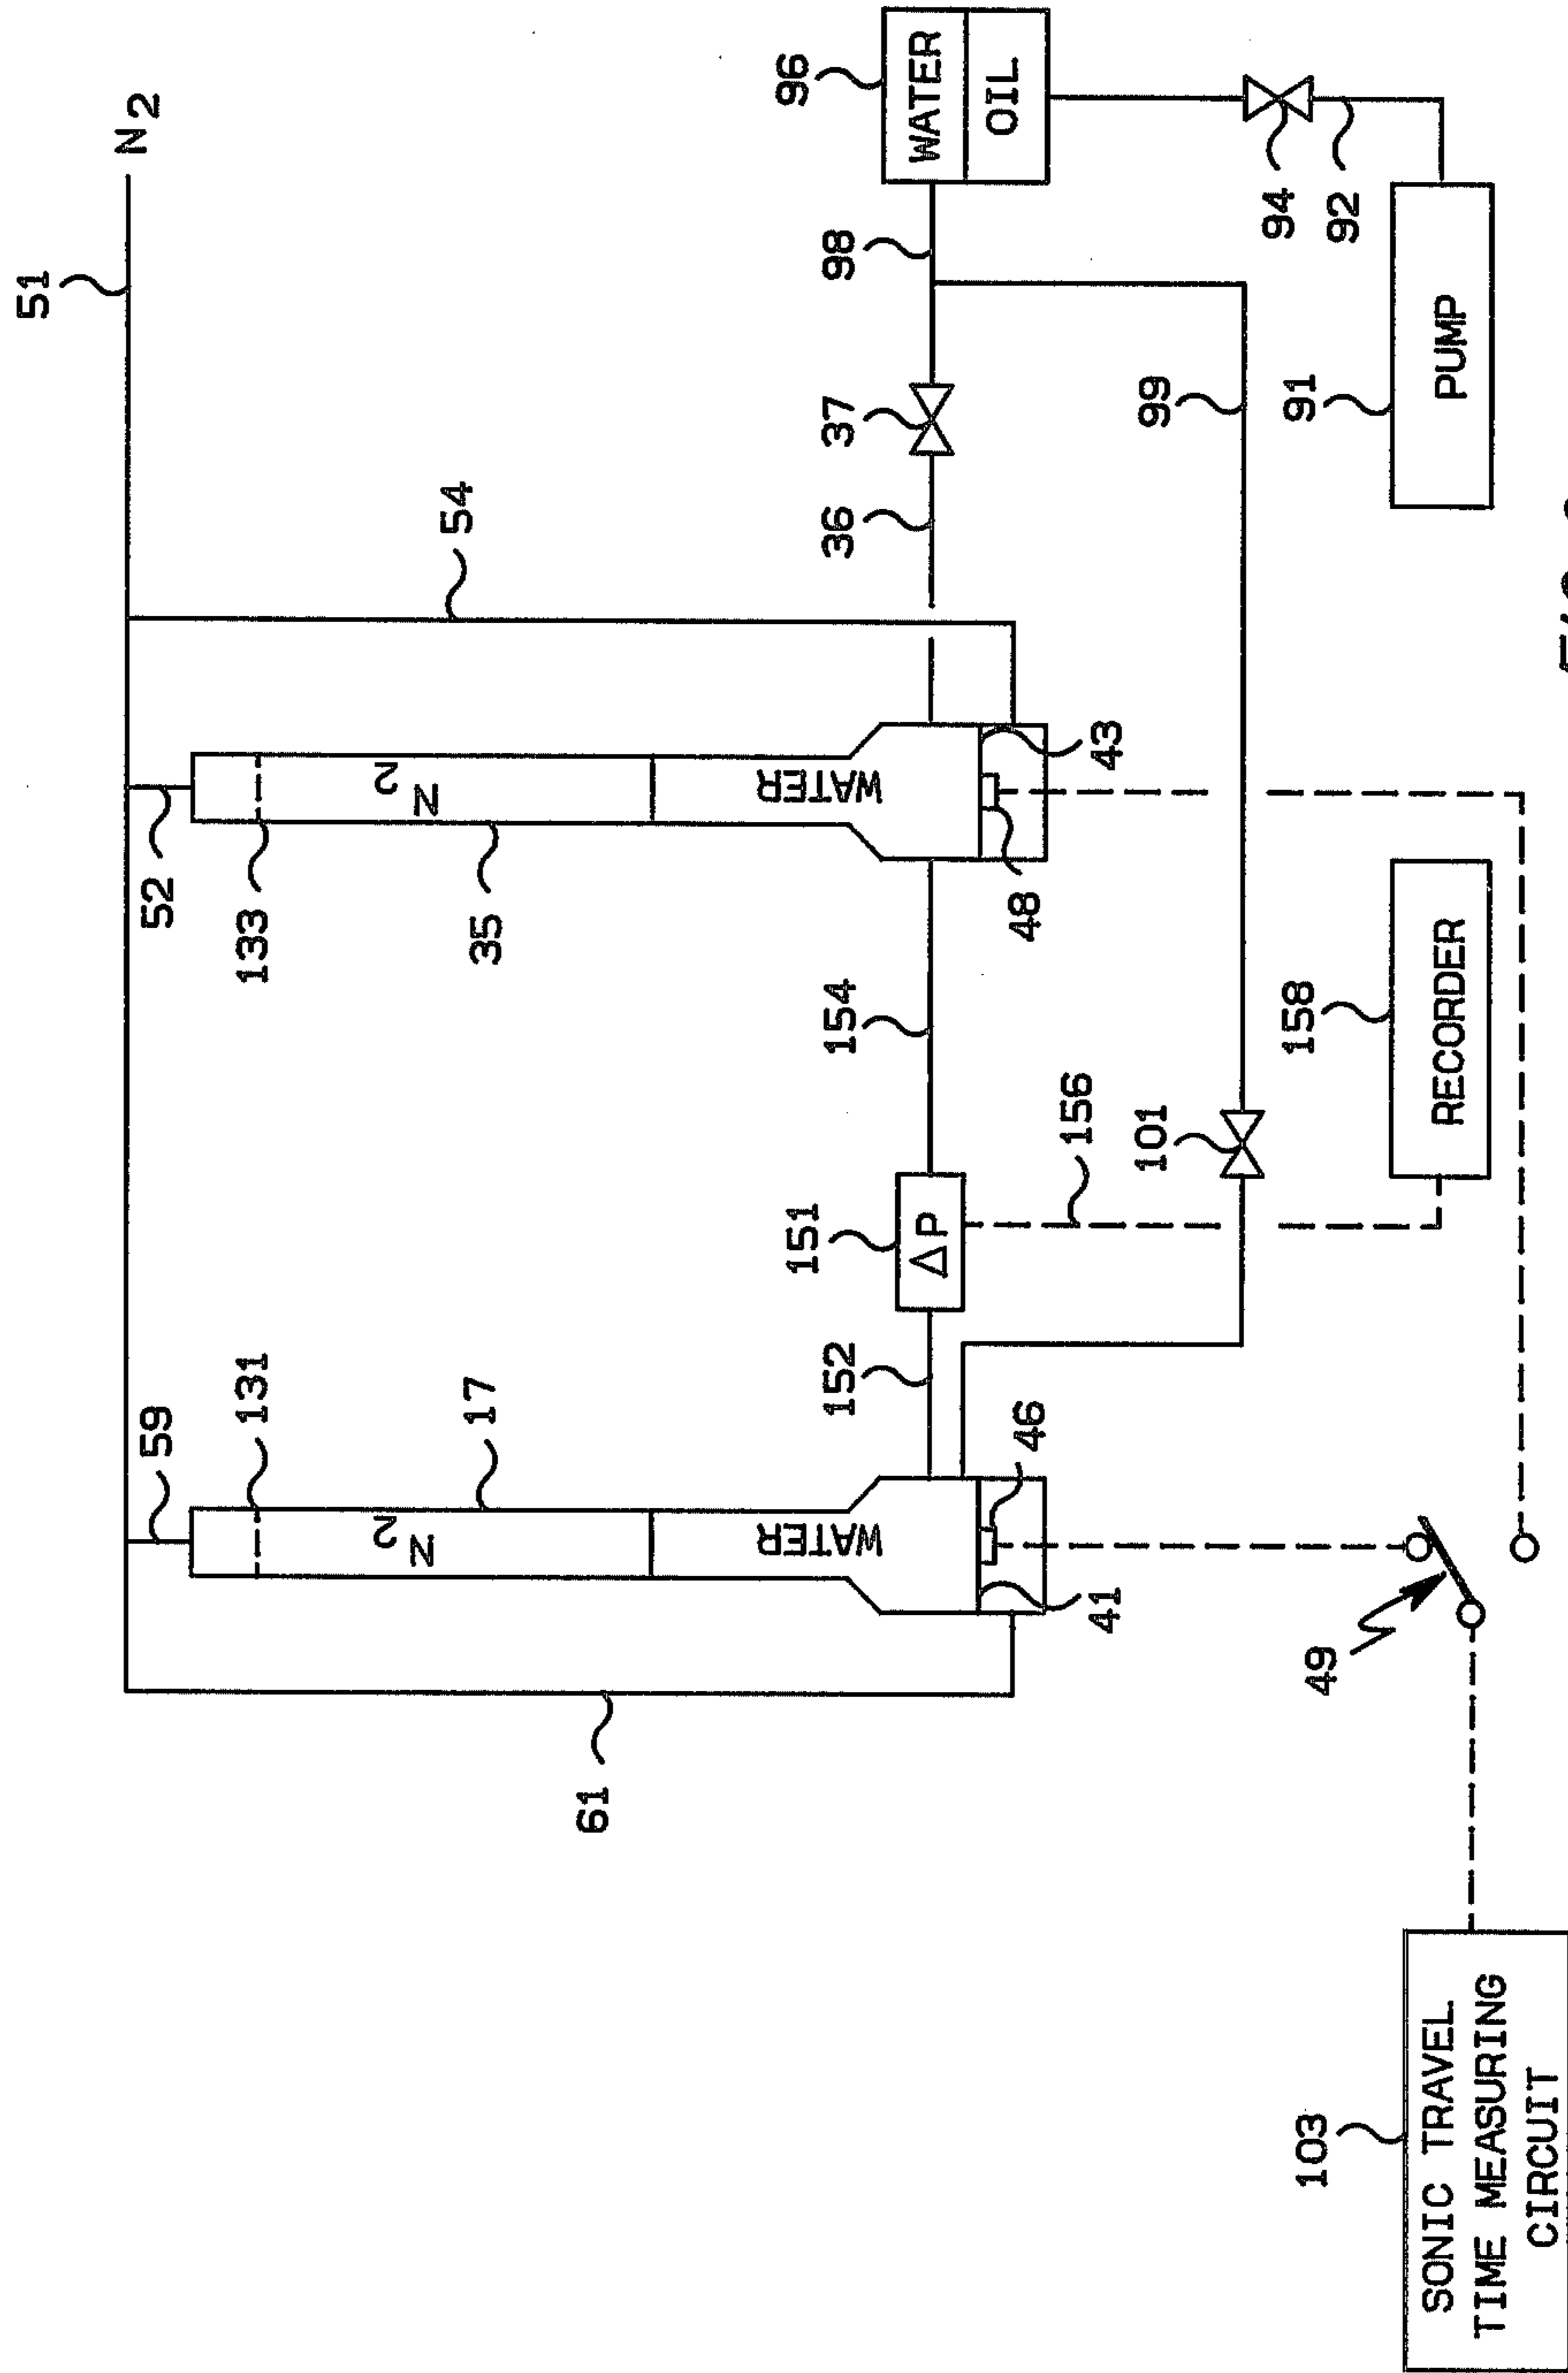 51
N2
59
131
17
N2
WATER
52
133
35
N2
WATER
54
61
41
46
152
151
ΔP
154
48
43
36
37
98
96
WATER
OIL
99
101
156
94
92
91
PUMP
158
RECORDER
49
103
SONIC TRAVEL
TIME MEASURING
CIRCUIT